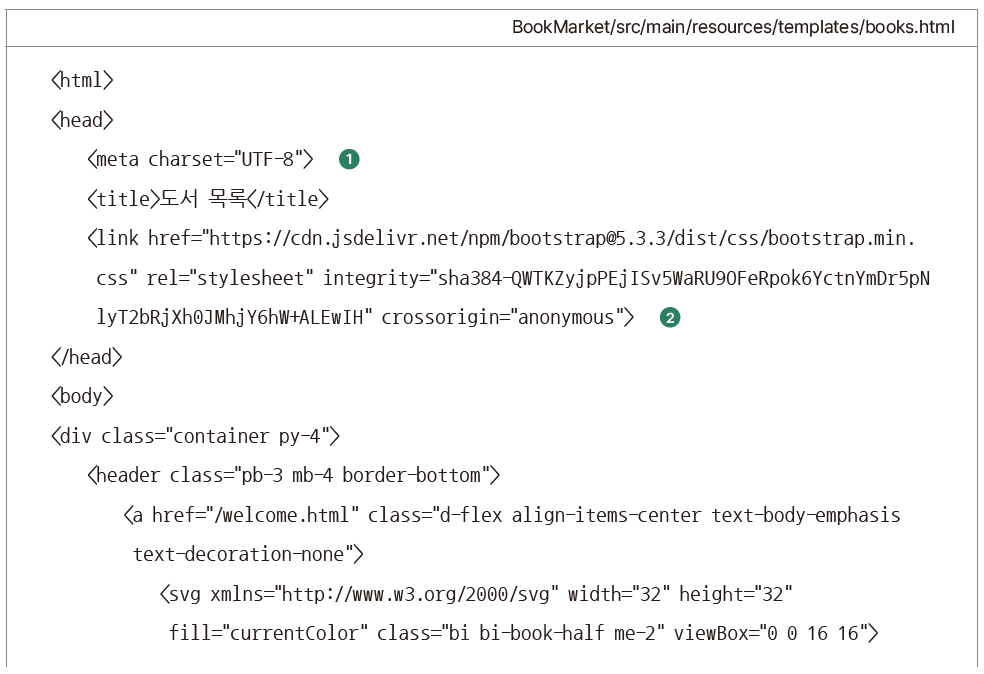 BookMarket/src/main/resources/templates/books.html
<html>
<head>
<meta charset="UTF-8"> 1
<title>도서 목록</title>
<link href="https://cdn.jsdelivr.net/npm/bootstrap@5.3.3/dist/css/bootstrap.min.
css" rel="stylesheet" integrity="sha384-QWTKZyjpPEjISv5WaRU9OFeRpok6YctnYmDr5pN
lyT2bRjXh0JMhjY6hW+ALEwIH" crossorigin="anonymous"> 2
</head>
<body>
<div class="container py-4">
<header class="pb-3 mb-4 border-bottom">
<a href="/welcome.html" class="d-flex align-items-center text-body-emphasis
text-decoration-none">
<svg xmlns="http://www.w3.org/2000/svg" width="32" height="32"
fill="currentColor" class="bi bi-book-half me-2" viewBox="0 0 16 16">